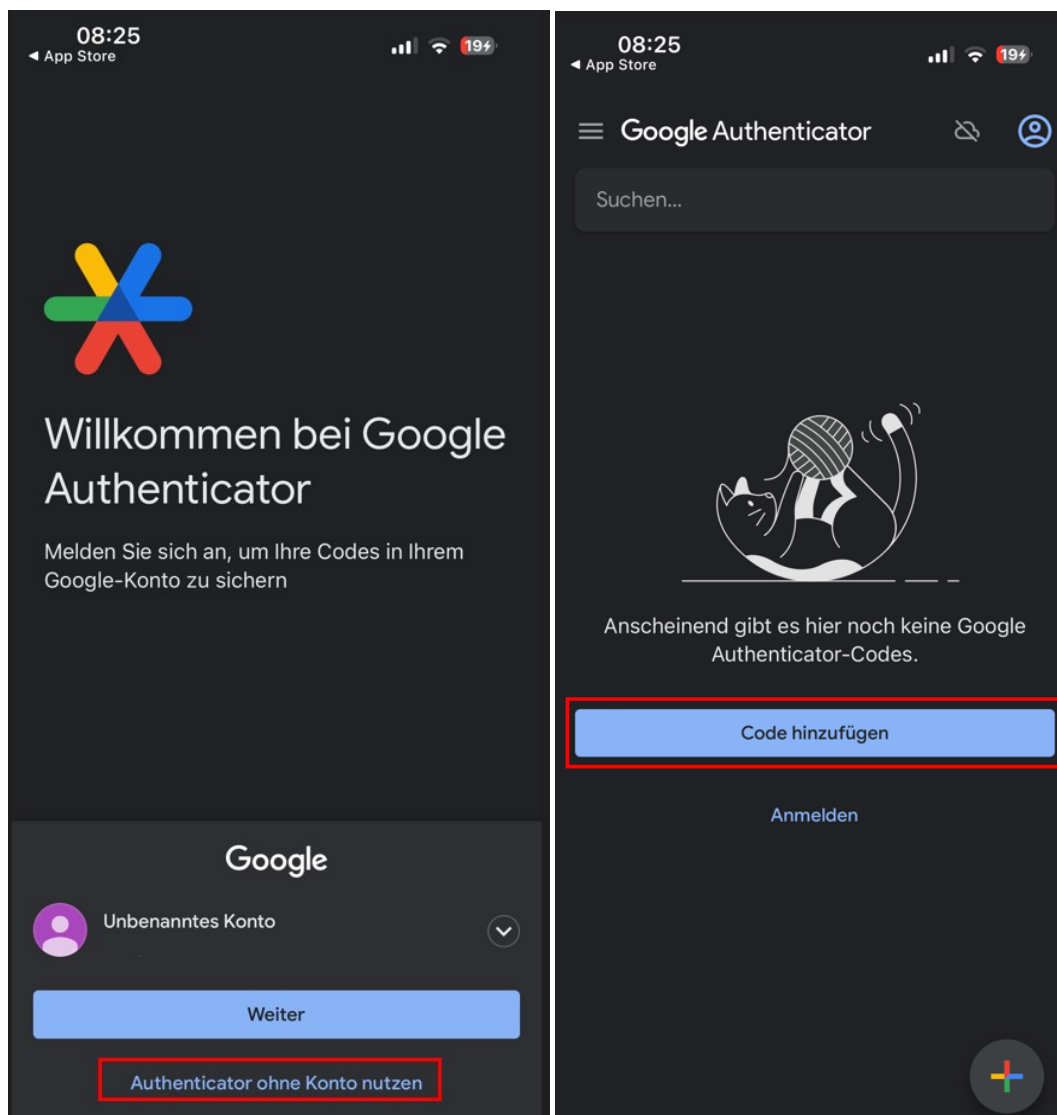 08:25
◄ App Store
19
Willkommen bei Google
Authenticator
Melden Sie sich an, um Ihre Codes in Ihrem
Google-Konto zu sichern
Google
Unbenanntes Konto
Weiter
Authenticator ohne Konto nutzen
08:25
◄ App Store
19
Google Authenticator
Suchen...
Anscheinend gibt es hier noch keine Google
Authenticator-Codes.
Code hinzufügen
Anmelden